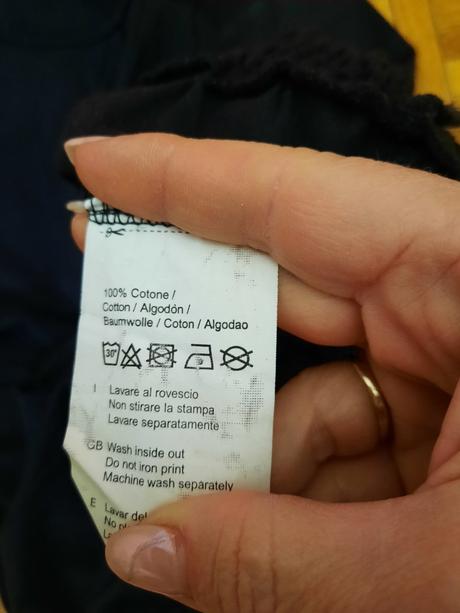 100% Cotone /
Cotton / Algodón /
Baumwolle / Coton / Algodao
30°
I Lavare al rovescio
Non stirare la stampa
Lavare separatamente
GB Wash inside out
Do not iron print
Machine wash separately
E Lavar del
No